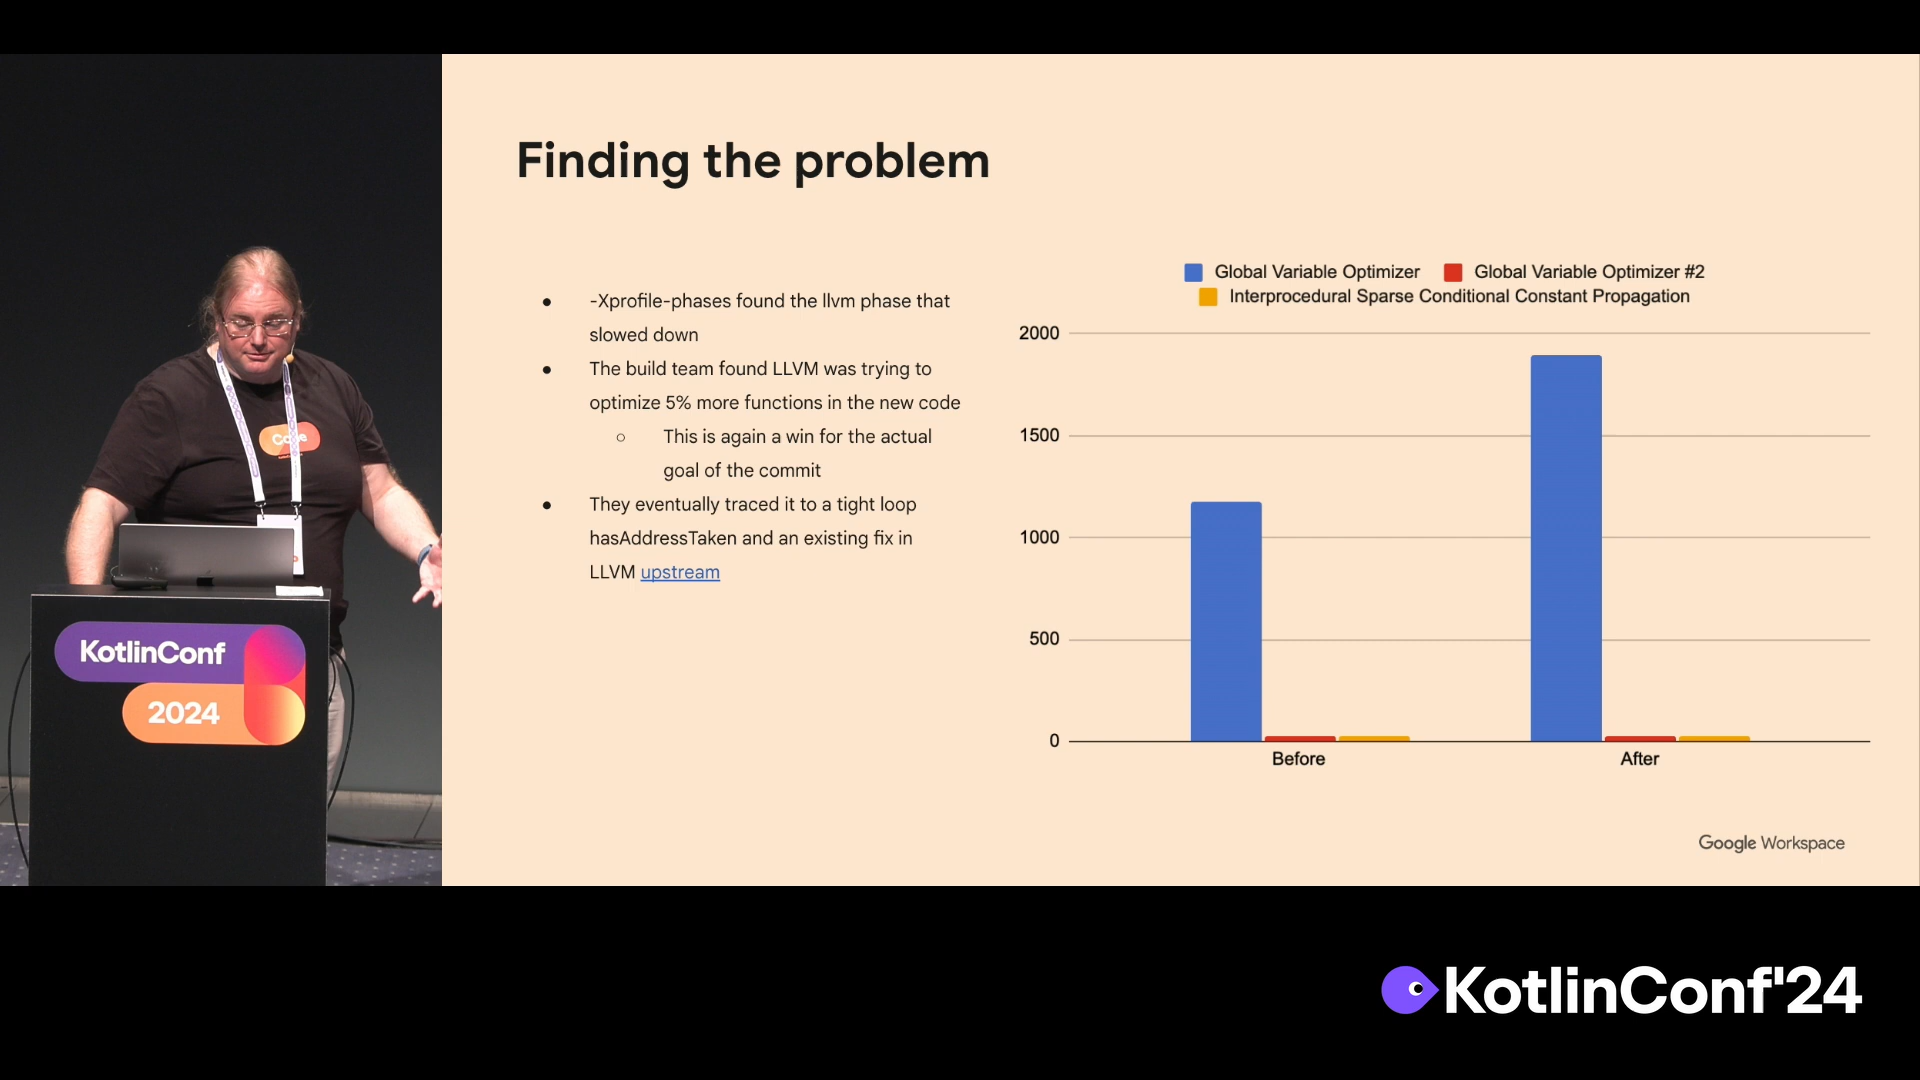 Finding the problem
-Xprofile-phases found the llvm phase that
slowed down
The build team found LLVM was trying to
optimize 5% more functions in the new code
This is again a win for the actual
goal of the commit
They eventually traced it to a tight loop
hasAddressTaken and an existing fix in
LLVM upstream
Global Variable Optimizer
Global Variable Optimizer #2
Interprocedural Sparse Conditional Constant Propagation
2000
1500
1000
500
0
Before
After
Google Workspace
KotlinConf
2024
KotlinConf'24